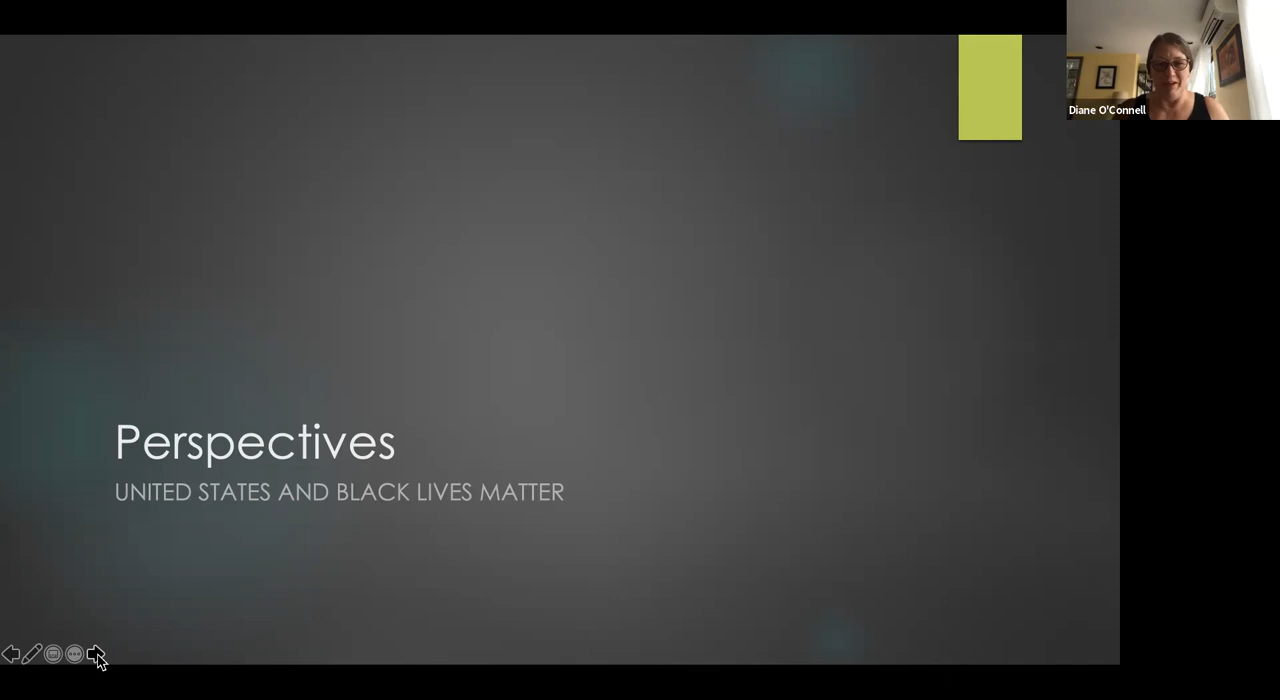 Diane O'Connell
Perspectives
UNITED STATES AND BLACK LIVES MATTER